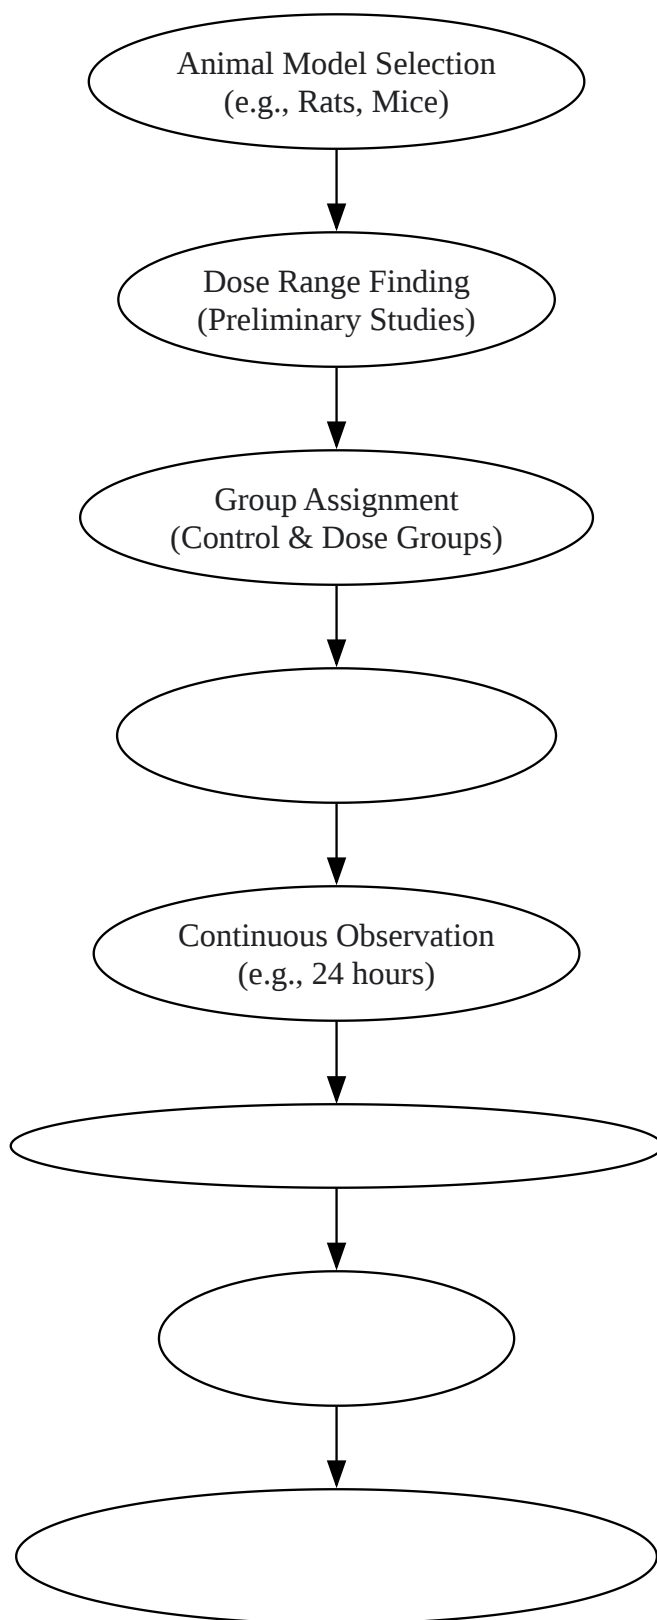 Animal Model Selection
(e.g., Rats, Mice)
Dose Range Finding
(Preliminary Studies)
Group Assignment
(Control & Dose Groups)
Continuous Observation
(e.g., 24 hours)